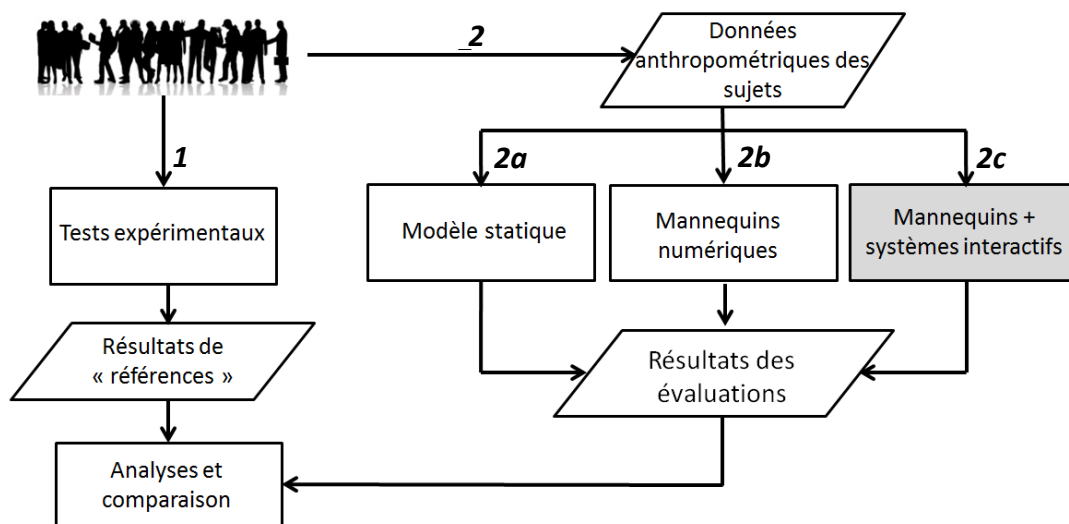 _2
Données
anthropométriques des
sujets
1
2a
2b
2c
Tests expérimentaux
Modèle statique
Mannequins
numériques
Mannequins +
systèmes interactifs
Résultats de
« références »
Résultats des
évaluations
Analyses et
comparaison